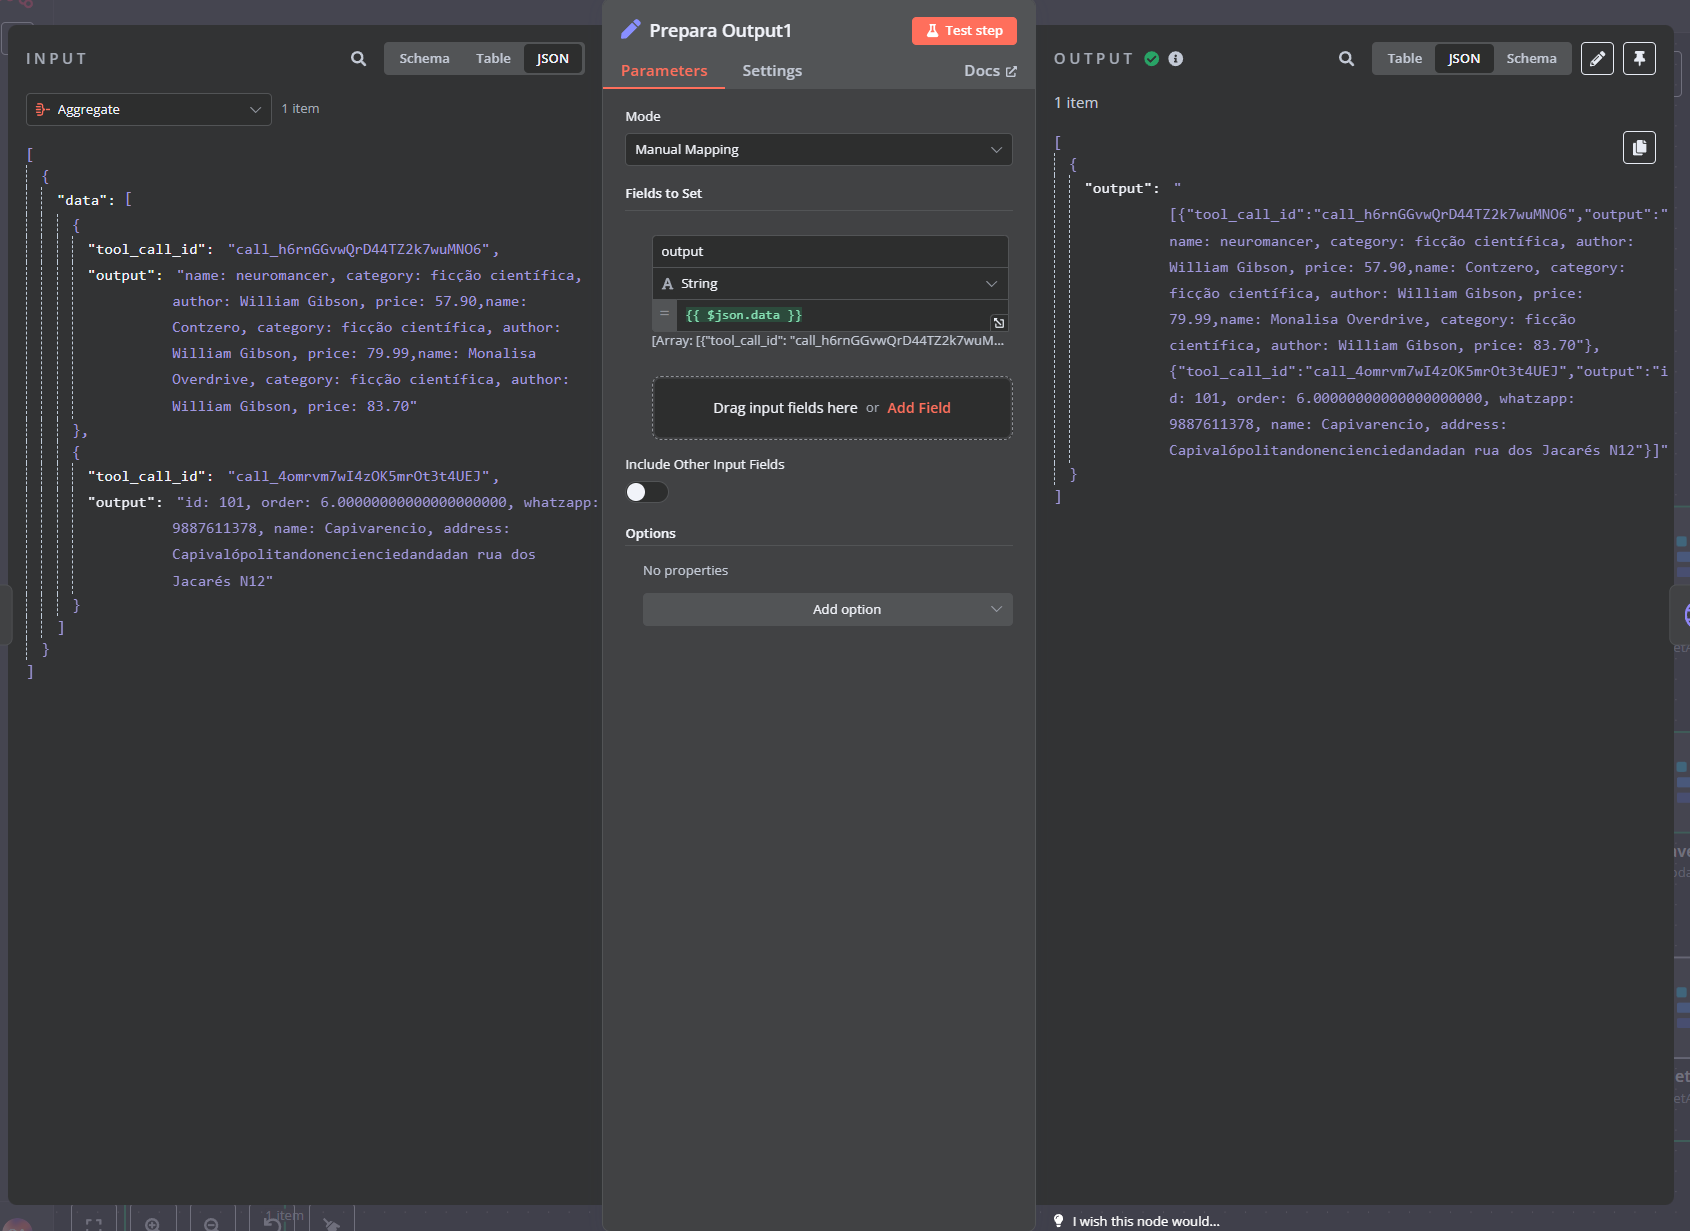 INPUT
Schema
Table
JSON
Aggregate
1 item
[
{
"data": [
{
"tool_call_id": "call_h6rnGGvwQrD44TZ2k7wuMNO6",
"output": "name: neuromancer, category: ficção científica,
author: William Gibson, price: 57.90,name:
Contzero, category: ficção científica, author:
William Gibson, price: 79.99,name: Monalisa
Overdrive, category: ficção científica, author:
William Gibson, price: 83.70"
},
{
"tool_call_id": "call_4omrvm7wI4zOK5mrOt3t4UEJ",
"output": "id: 101, order: 6.00000000000000000000, whatzapp:
9887611378, name: Capivarencio, address:
Capivalópolitandonencienciedandadan rua dos
Jacarés N12"
}
]
}
]
Prepara Output1
Test step
Parameters
Settings
Docs
Mode
Manual Mapping
Fields to Set
output
A String
= {{ $json.data }}
[Array: [{"tool_call_id": "call_h6rnGGvwQrD44TZ2k7wuM...
Drag input fields here or Add Field
Include Other Input Fields
Options
No properties
Add option
OUTPUT
Table
JSON
Schema
1 item
[
{
"output": "
[{"tool_call_id":"call_h6rnGGvwQrD44TZ2k7wuMNO6","output":"
name: neuromancer, category: ficção científica, author:
William Gibson, price: 57.90,name: Contzero, category:
ficção científica, author: William Gibson, price:
79.99,name: Monalisa Overdrive, category: ficção
científica, author: William Gibson, price: 83.70"},
{"tool_call_id":"call_4omrvm7wI4zOK5mrOt3t4UEJ","output":"i
d: 101, order: 6.00000000000000000000, whatzapp:
9887611378, name: Capivarencio, address:
Capivalópolitandonencienciedandadan rua dos Jacarés N12"}]"
}
]
1 item
I wish this node would...